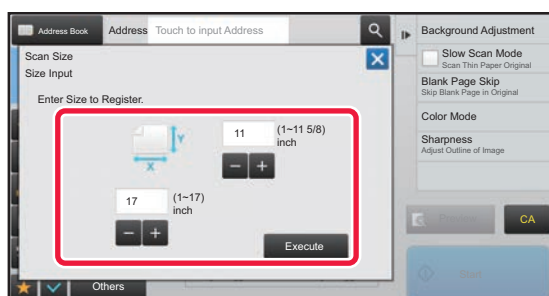 Address Book
Address
Touch to input Address
Scan Size
Size Input
Enter Size to Register.
Y
X
11
(1~11 5/8)
inch
17
(1~17)
inch
Execute
Others
Background Adjustment
Slow Scan Mode
Scan Thin Paper Original
Blank Page Skip
Skip Blank Page in Original
Color Mode
Sharpness
Adjust Outline of Image
CA